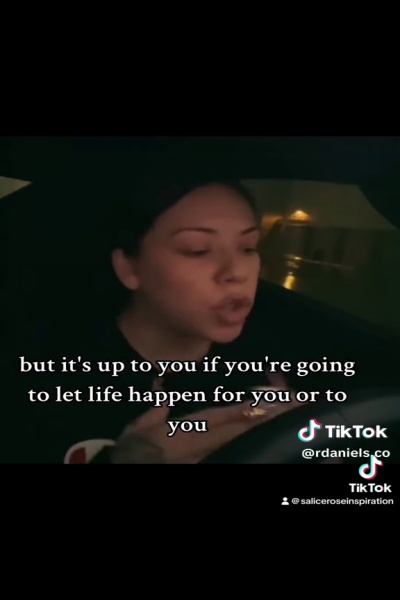 but it's up to you if you're going
to let life happen for you or to
you
TikTok
@rdaniels.co
TikTok
@saliceroseinspiration